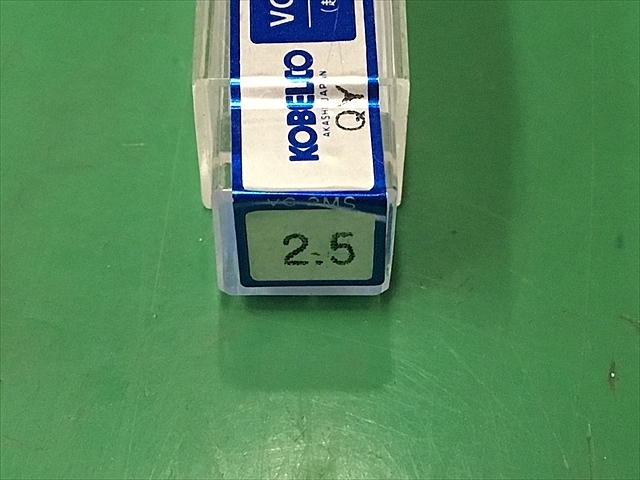 VC
KOBELCO
AKASHI JAPAN
QY
VC 2MS
2.5